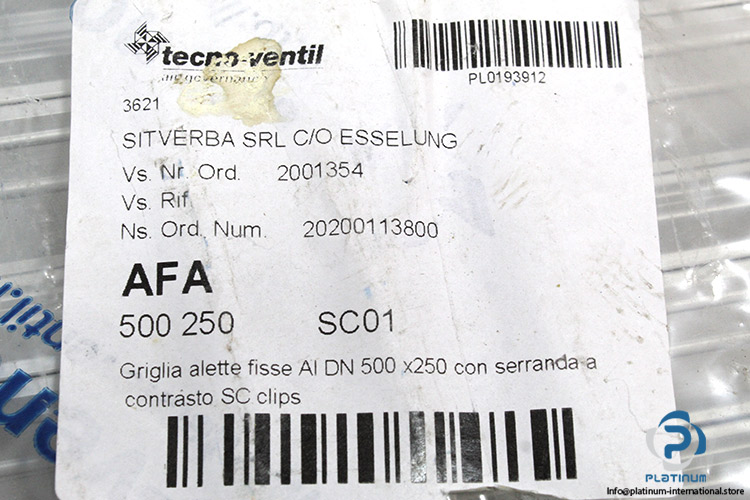 tecno-ventil
air governance
PL0193912
3621
SITVERBA SRL C/O ESSELUNG
Vs. Nr. Ord. 2001354
Vs. Rif.
Ns. Ord. Num. 20200113800
AFA
500 250 SC01
Griglia alette fisse Al DN 500 x250 con serranda a
contrasto SC clips
PLATINUM
Info@platinum-international.store